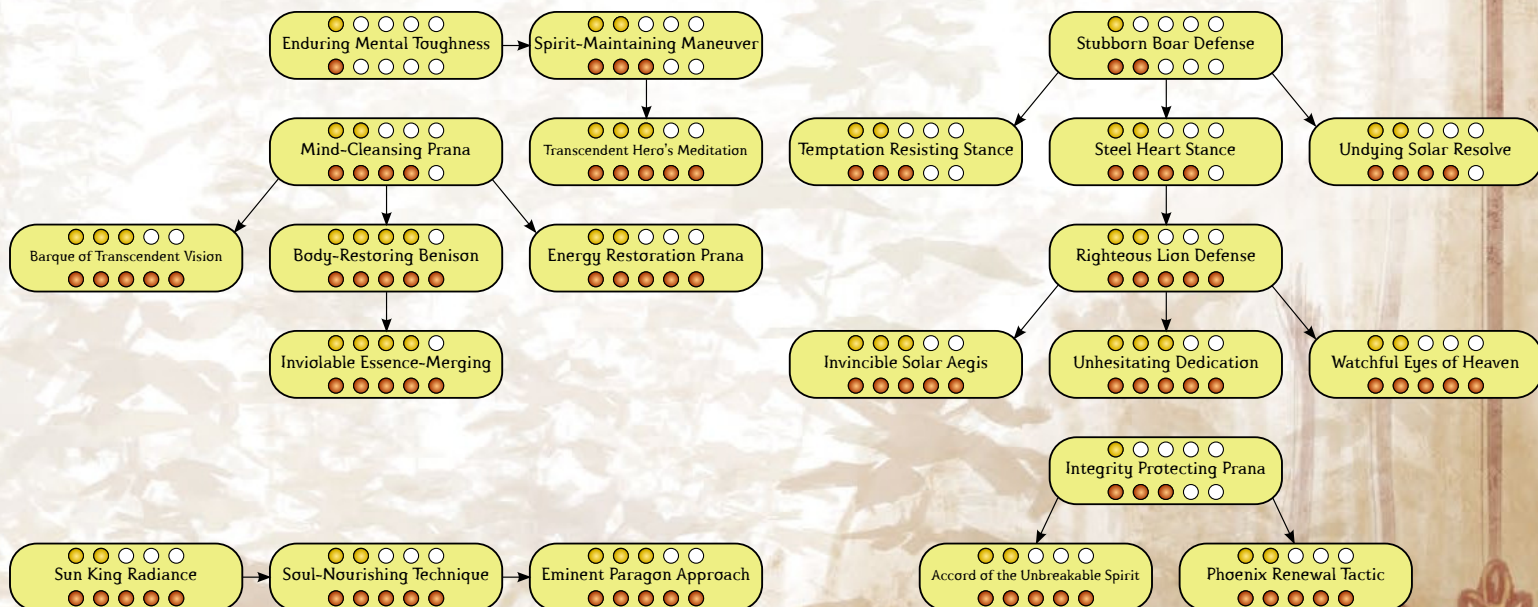 Enduring Mental Toughness
Spirit-Maintaining Maneuver
Stubborn Boar Defense
Mind-Cleansing Prana
Transcendent Hero's Meditation
Temptation Resisting Stance
Steel Heart Stance
Undying Solar Resolve
Barque of Transcendent Vision
Body-Restoring Benison
Energy Restoration Prana
Righteous Lion Defense
Inviolable Essence-Merging
Invincible Solar Aegis
Unhesitating Dedication
Watchful Eyes of Heaven
Integrity Protecting Prana
Sun King Radiance
Soul-Nourishing Technique
Eminent Paragon Approach
Accord of the Unbreakable Spirit
Phoenix Renewal Tactic